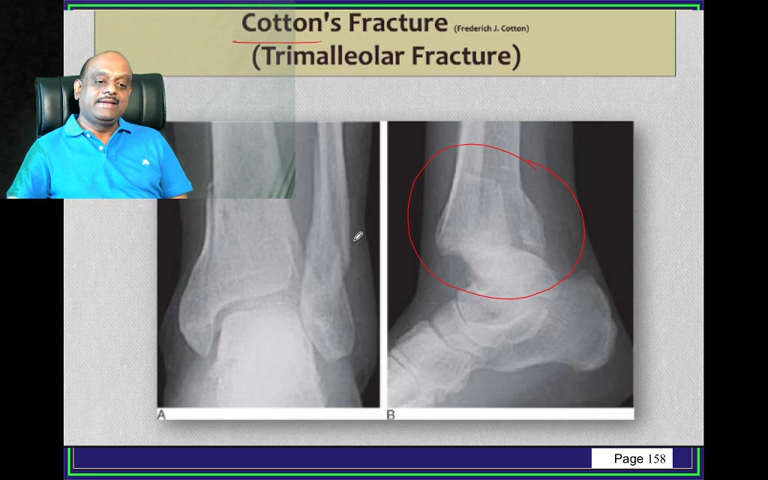 Cotton's Fracture (Frederich J. Cotton)
(Trimalleolar Fracture)
A
B
Page 158